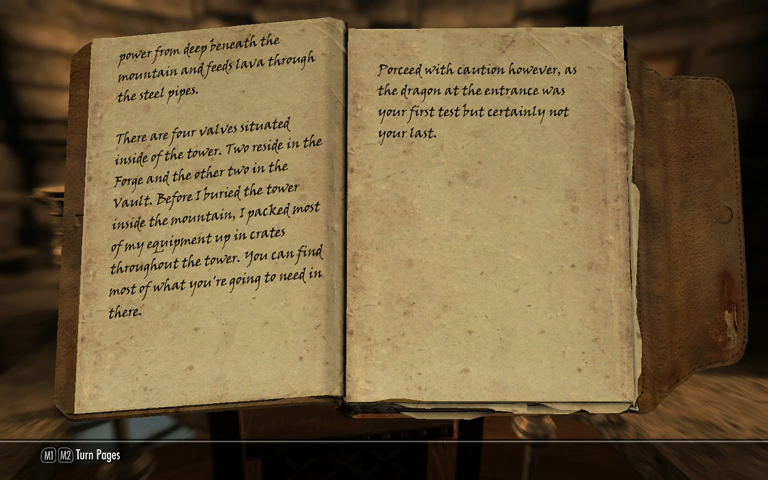 power from deep beneath the
mountain and feeds lava through
the steel pipes.
There are four valves situated
inside of the tower. Two reside in the
Forge and the other two in the
Vault. Before I buried the tower
inside the mountain, I packed most
of my equipment up in crates
throughout the tower. You can find
most of what you're going to need in
there.
Porceed with caution however, as
the dragon at the entrance was
your first test but certainly not
your last.
M1 M2 Turn Pages